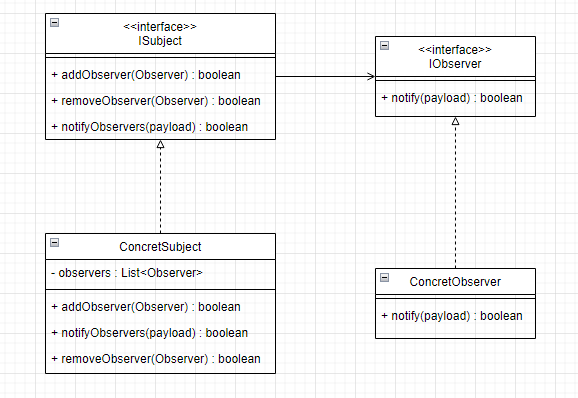 <<interface>>
ISubject
+ addObserver(Observer) : boolean
+ removeObserver(Observer) : boolean
+ notifyObservers(payload) : boolean
<<interface>>
IObserver
+ notify(payload) : boolean
ConcretSubject
- observers : List<Observer>
+ addObserver(Observer) : boolean
+ notifyObservers(payload) : boolean
+ removeObserver(Observer) : boolean
ConcretObserver
+ notify(payload) : boolean